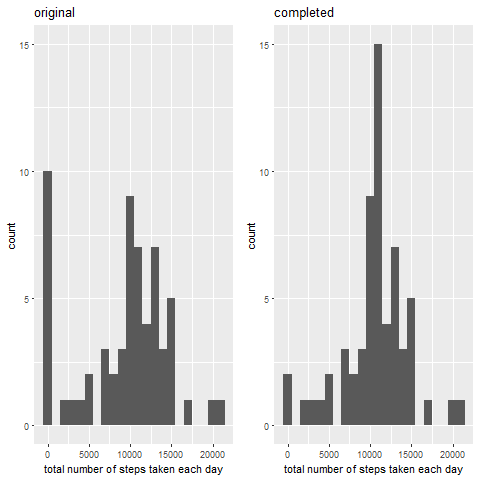 original
completed
15
10
5
0
count
0 5000 10000 15000 20000
total number of steps taken each day
15
10
5
0
count
0 5000 10000 15000 20000
total number of steps taken each day